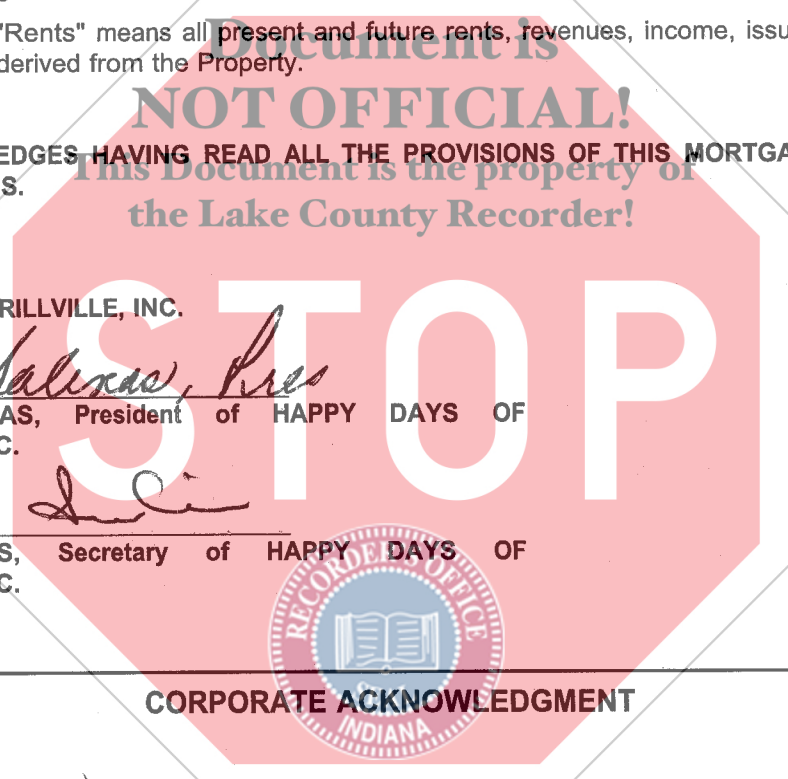 "Rents" means all present and future rents, revenues, income, issu
derived from the Property.
Document is
NOT OFFICIAL!
EDGES HAVING READ ALL THE PROVISIONS OF THIS MORTGA
S.
This Document is the property of
the Lake County Recorder!
STOP
RILLVILLE, INC.
, Pres
AS, President of HAPPY DAYS OF
C.
S, Secretary of HAPPY DAYS OF
C.
RECORDER'S OFFICE
INDIANA
CORPORATE ACKNOWLEDGMENT